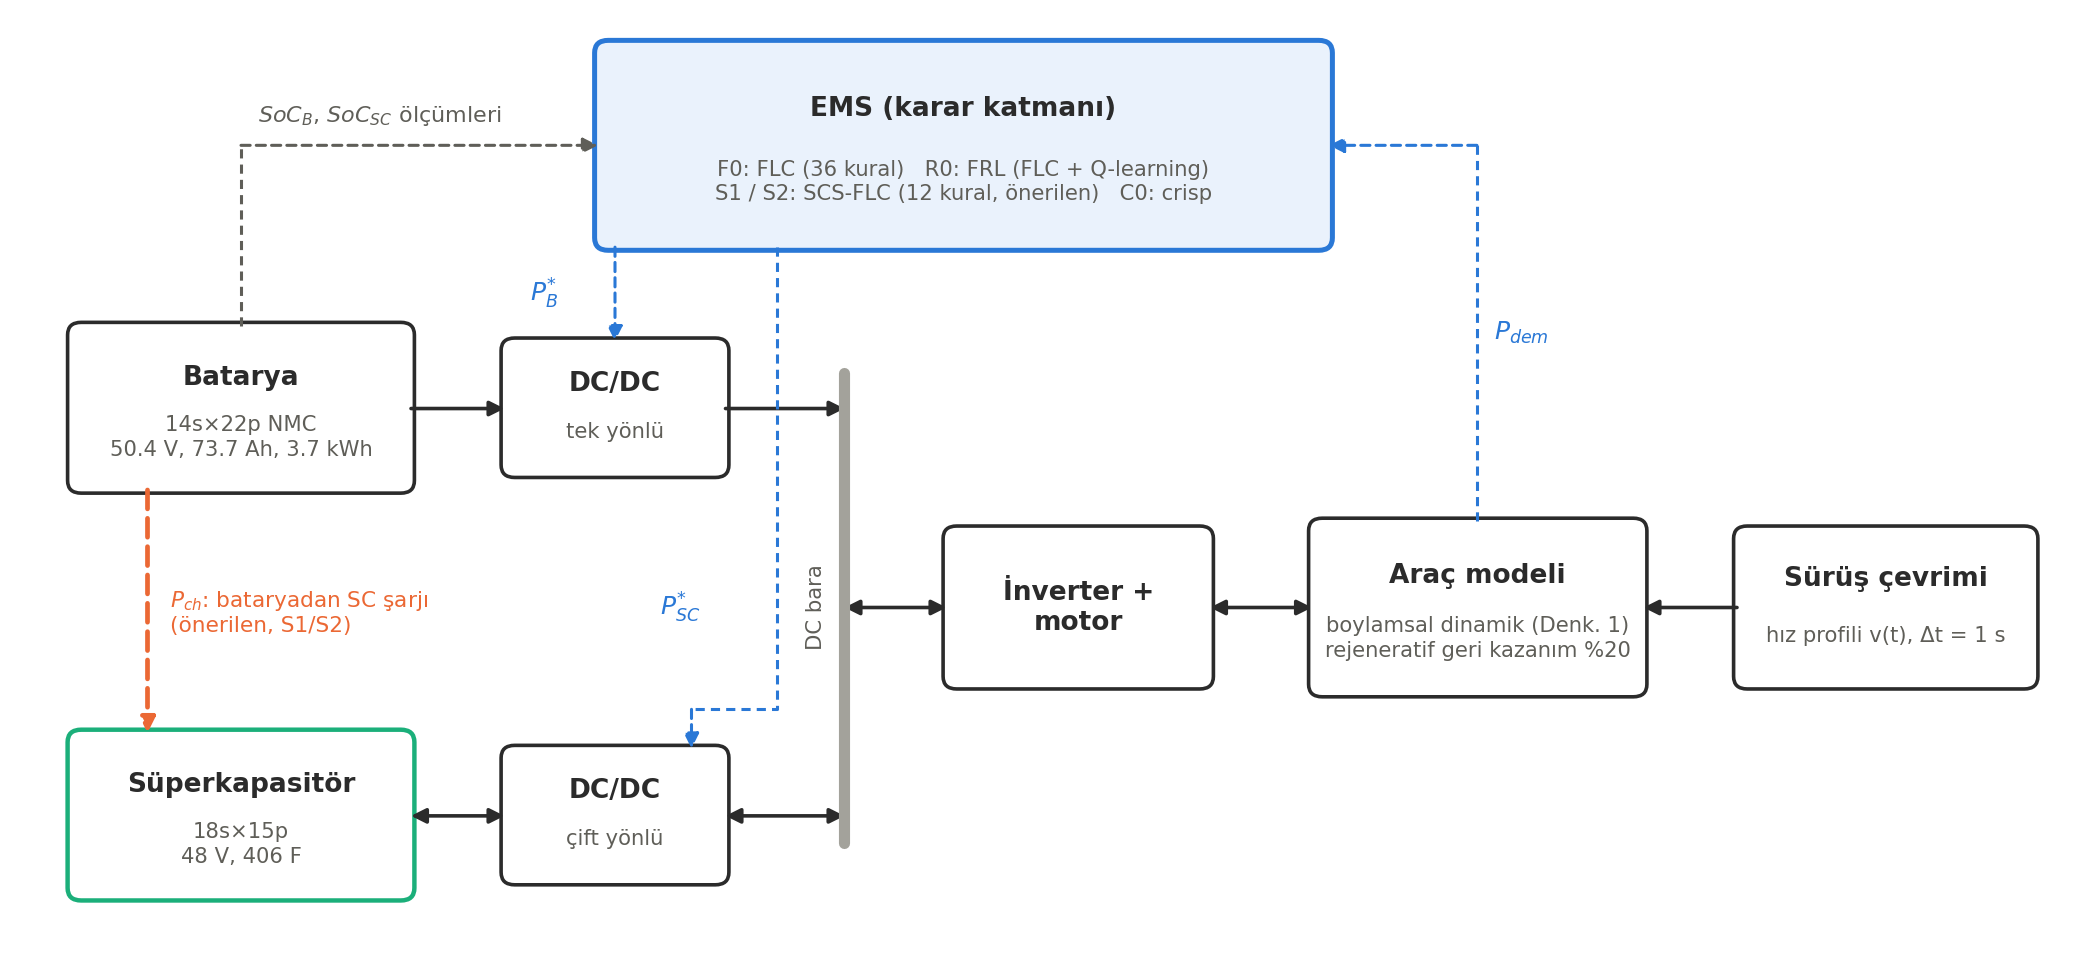 EMS (karar katmanı)
F0: FLC (36 kural)   R0: FRL (FLC + Q-learning)
S1 / S2: SCS-FLC (12 kural, önerilen)   C0: crisp
SoC_B, SoC_SC ölçümleri
P_B^*
P_dem
Batarya
14s×22p NMC
50.4 V, 73.7 Ah, 3.7 kWh
DC/DC
tek yönlü
P_ch: bataryadan SC şarjı
(önerilen, S1/S2)
P_SC^*
DC bara
İnverter +
motor
Araç modeli
boylamsal dinamik (Denk. 1)
rejeneratif geri kazanım %20
Sürüş çevrimi
hız profili v(t), Δt = 1 s
Süperkapasitör
18s×15p
48 V, 406 F
DC/DC
çift yönlü